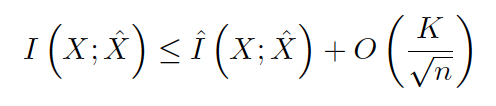 I(X; X̂) ≤ Î(X; X̂) + O(K/√n)